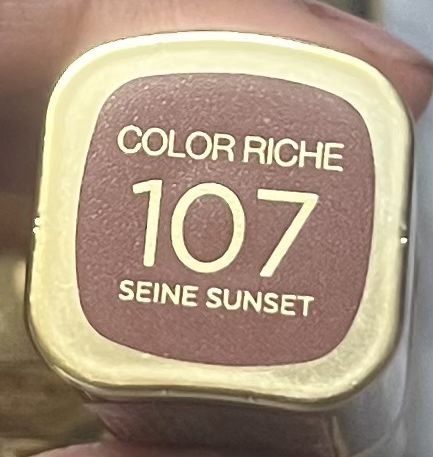 COLOR RICHE
107
SEINE SUNSET